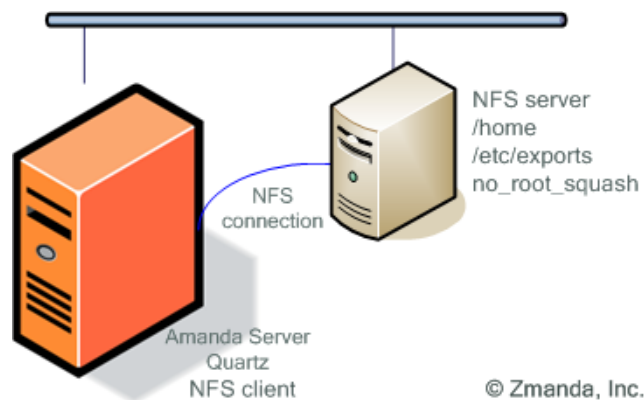 NFS server
/home
/etc/exports
no_root_squash
NFS
connection
Amanda Server
Quartz
NFS client
© Zmanda, Inc.